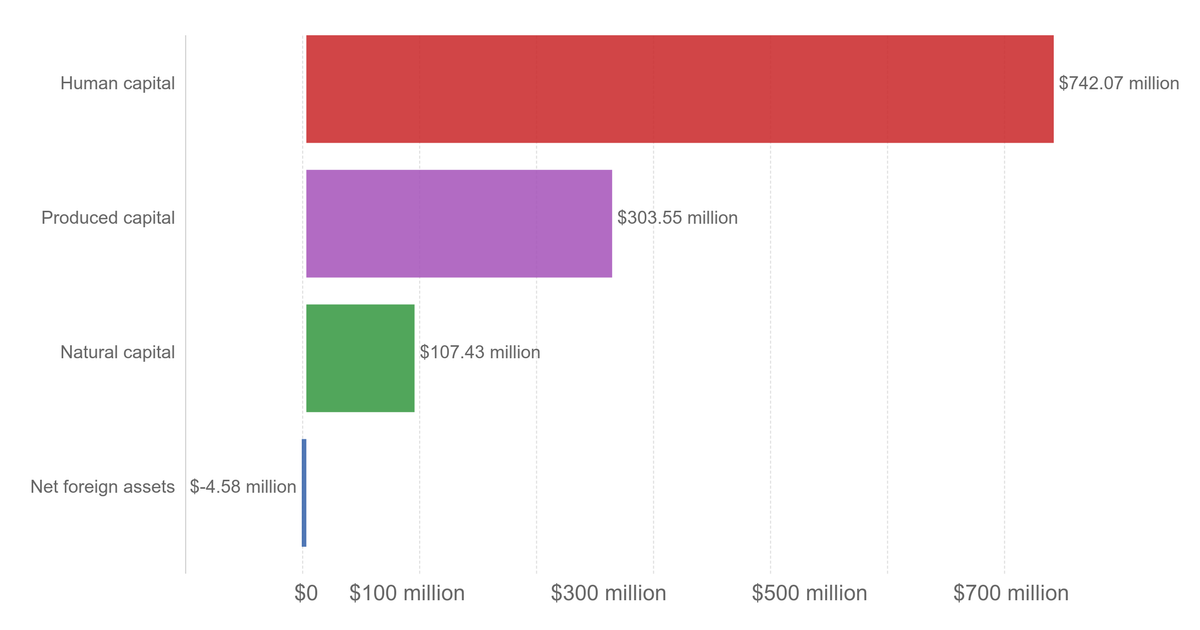 Human capital
$742.07 million
Produced capital
$303.55 million
Natural capital
$107.43 million
Net foreign assets
$-4.58 million
$0 $100 million $300 million $500 million $700 million